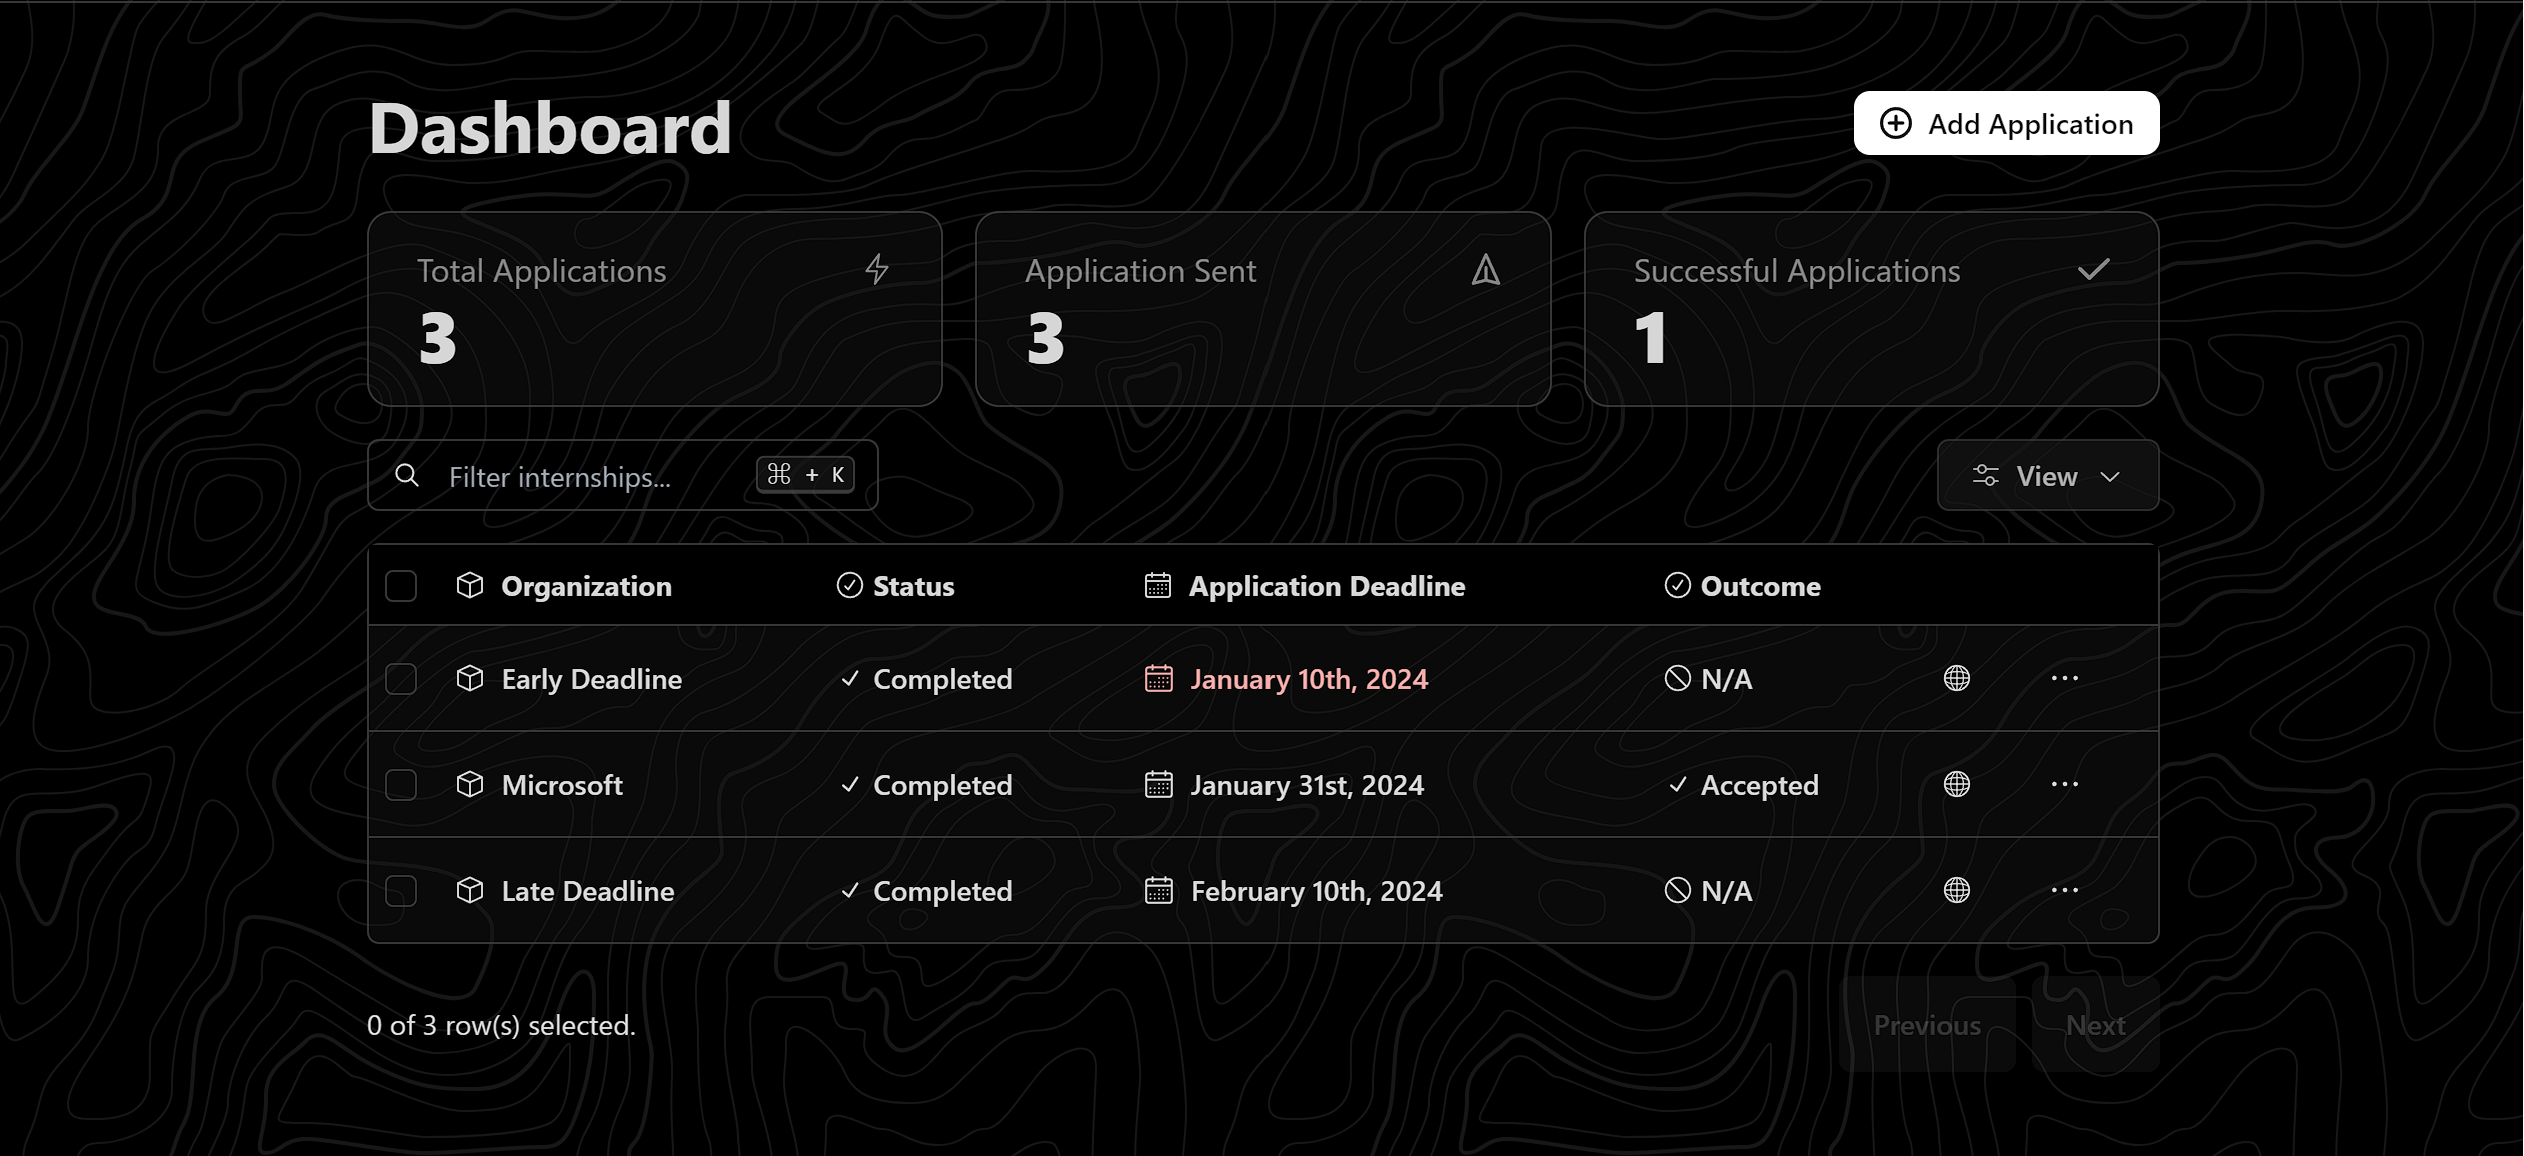 Dashboard
Add Application
Total Applications
3
Application Sent
3
Successful Applications
1
Filter internships...
⌘ + K
View
Organization Status Application Deadline Outcome
Early Deadline Completed January 10th, 2024 N/A
Microsoft Completed January 31st, 2024 Accepted
Late Deadline Completed February 10th, 2024 N/A
0 of 3 row(s) selected.
Previous Next